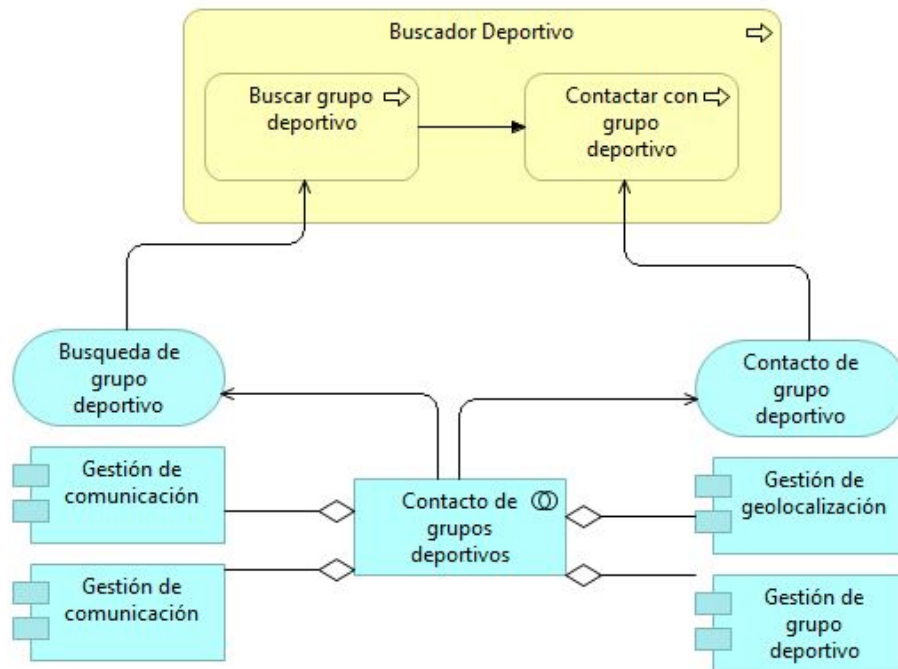 Buscador Deportivo
Buscar grupo
deportivo
Contactar con
grupo
deportivo
Busqueda de
grupo
deportivo
Contacto de
grupo
deportivo
Gestión de
comunicación
Contacto de
grupos
deportivos
Gestión de
geolocalización
Gestión de
comunicación
Gestión de
grupo
deportivo